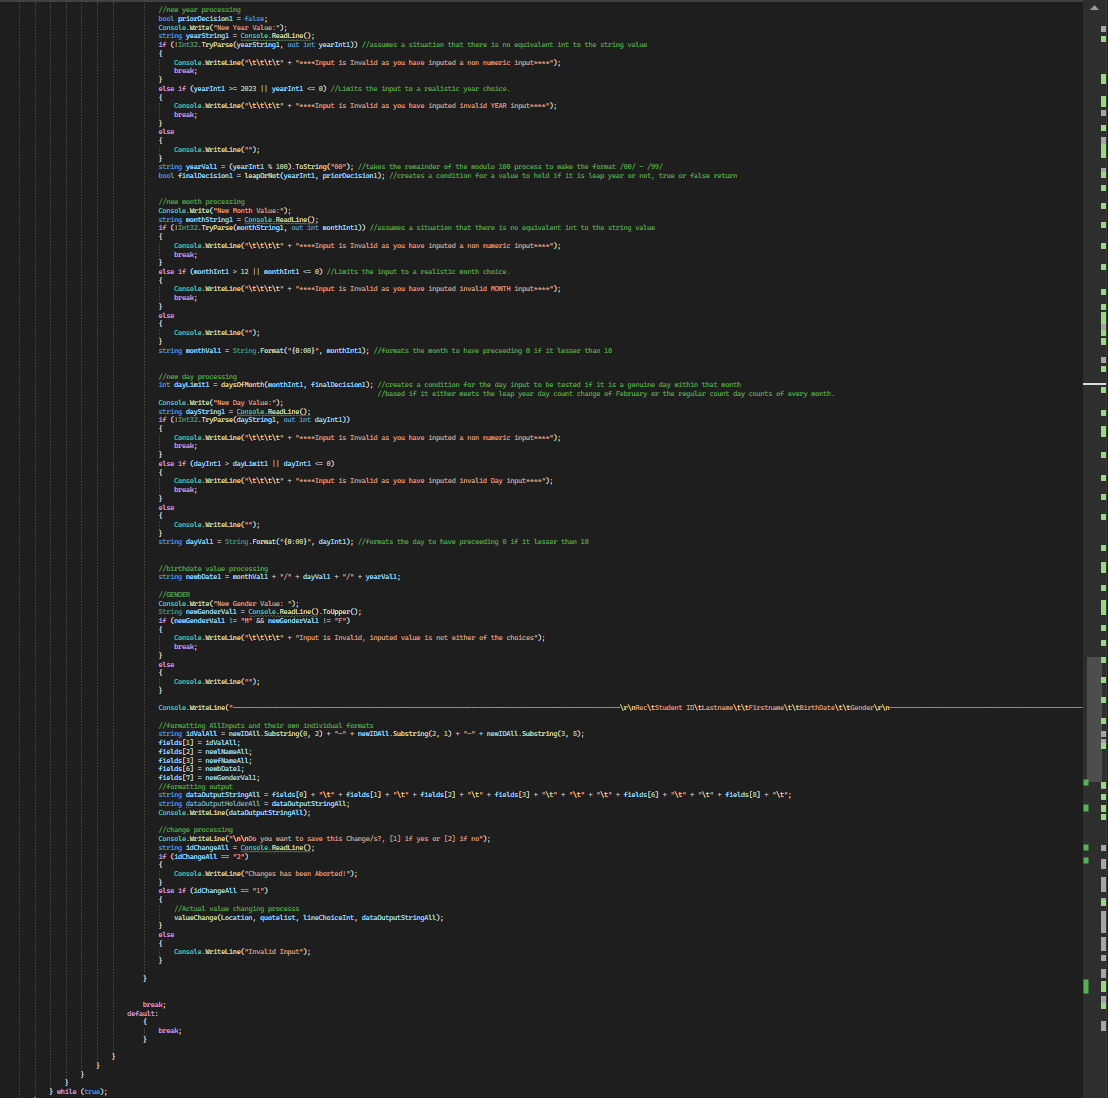 //new year processing
bool priorDecision1 = false;
Console.Write("New Year Value:");
string yearString1 = Console.ReadLine();
if (!Int32.TryParse(yearString1, out int yearInt1)) //assumes a situation that there is no equivalent int to the string value
{
Console.WriteLine("\t\t\t\t" + "****Input is Invalid as you have inputed a non numeric input****");
break;
}
else if (yearInt1 >= 2023 || yearInt1 <= 0) //Limits the input to a realistic year choice.
{
Console.WriteLine("\t\t\t\t" + "****Input is Invalid as you have inputed invalid YEAR input****");
break;
}
else
{
Console.WriteLine("");
}
string yearVal1 = (yearInt1 % 100).ToString("00"); //takes the remainder of the modulo 100 process to make the format /00/ - /99/
bool finalDecision1 = leapOrNot(yearInt1, priorDecision1); //creates a condition for a value to hold if it is leap year or not, true or false return
//new month processing
Console.Write("New Month Value:");
string monthString1 = Console.ReadLine();
if (!Int32.TryParse(monthString1, out int monthInt1)) //assumes a situation that there is no equivalent int to the string value
{
Console.WriteLine("\t\t\t\t" + "****Input is Invalid as you have inputed a non numeric input****");
break;
}
else if (monthInt1 > 12 || monthInt1 <= 0) //Limits the input to a realistic month choice.
{
Console.WriteLine("\t\t\t\t" + "****Input is Invalid as you have inputed invalid MONTH input****");
break;
}
else
{
Console.WriteLine("");
}
string monthVal1 = String.Format("{0:00}", monthInt1); //formats the month to have preceeding 0 if it lesser than 10
//new day processing
int dayLimit1 = daysOfMonth(monthInt1, finalDecision1); //creates a condition for the day input to be tested if it is a genuine day within that month
//based if it either meets the leap year day count change of February or the regular count day counts of every month.
Console.Write("New Day Value:");
string dayString1 = Console.ReadLine();
if (!Int32.TryParse(dayString1, out int dayInt1))
{
Console.WriteLine("\t\t\t\t" + "****Input is Invalid as you have inputed a non numeric input****");
break;
}
else if (dayInt1 > dayLimit1 || dayInt1 <= 0)
{
Console.WriteLine("\t\t\t\t" + "****Input is Invalid as you have inputed invalid Day input****");
break;
}
else
{
Console.WriteLine("");
}
string dayVal1 = String.Format("{0:00}", dayInt1); //formats the day to have preceeding 0 if it lesser than 10
//birthdate value processing
string newbDate1 = monthVal1 + "/" + dayVal1 + "/" + yearVal1;
//GENDER
Console.Write("New Gender Value: ");
String newGenderVal1 = Console.ReadLine().ToUpper();
if (newGenderVal1 != "M" && newGenderVal1 != "F")
{
Console.WriteLine("\t\t\t\t" + "Input is Invalid, inputed value is not either of the choices");
break;
}
else
{
Console.WriteLine("");
}
Console.WriteLine("————————————————————————————————\r\nRec\tStudent ID\tLastname\t\tFirstname\t\tBirthDate\t\tGender\r\n————————————————
//formatting AllInputs and their own individual formats
string idValAll = newIDAll.Substring(0, 2) + "-" + newIDAll.Substring(2, 1) + "-" + newIDAll.Substring(3, 5);
fields[1] = idValAll;
fields[2] = newlNameAll;
fields[3] = newfNameAll;
fields[6] = newbDate1;
fields[7] = newGenderVal1;
//formatting output
string dataOutputStringAll = fields[0] + "\t" + fields[1] + "\t" + fields[2] + "\t" + fields[3] + "\t" + "\t" + "\t" + fields[6] + "\t" + "\t" + fields[8] + "\t";
string dataOutputHolderAll = dataOutputStringAll;
Console.WriteLine(dataOutputStringAll);
//change processing
Console.WriteLine("\n\nDo you want to save this Change/s?, [1] if yes or [2] if no");
string idChangeAll = Console.ReadLine();
if (idChangeAll == "2")
{
Console.WriteLine("Changes has been Aborted!");
}
else if (idChangeAll == "1")
{
//Actual value changing processs
valueChange(Location, quotelist, lineChoiceInt, dataOutputStringAll);
}
else
{
Console.WriteLine("Invalid Input");
}
}
break;
default:
{
break;
}
}
}
}
}
} while (true);